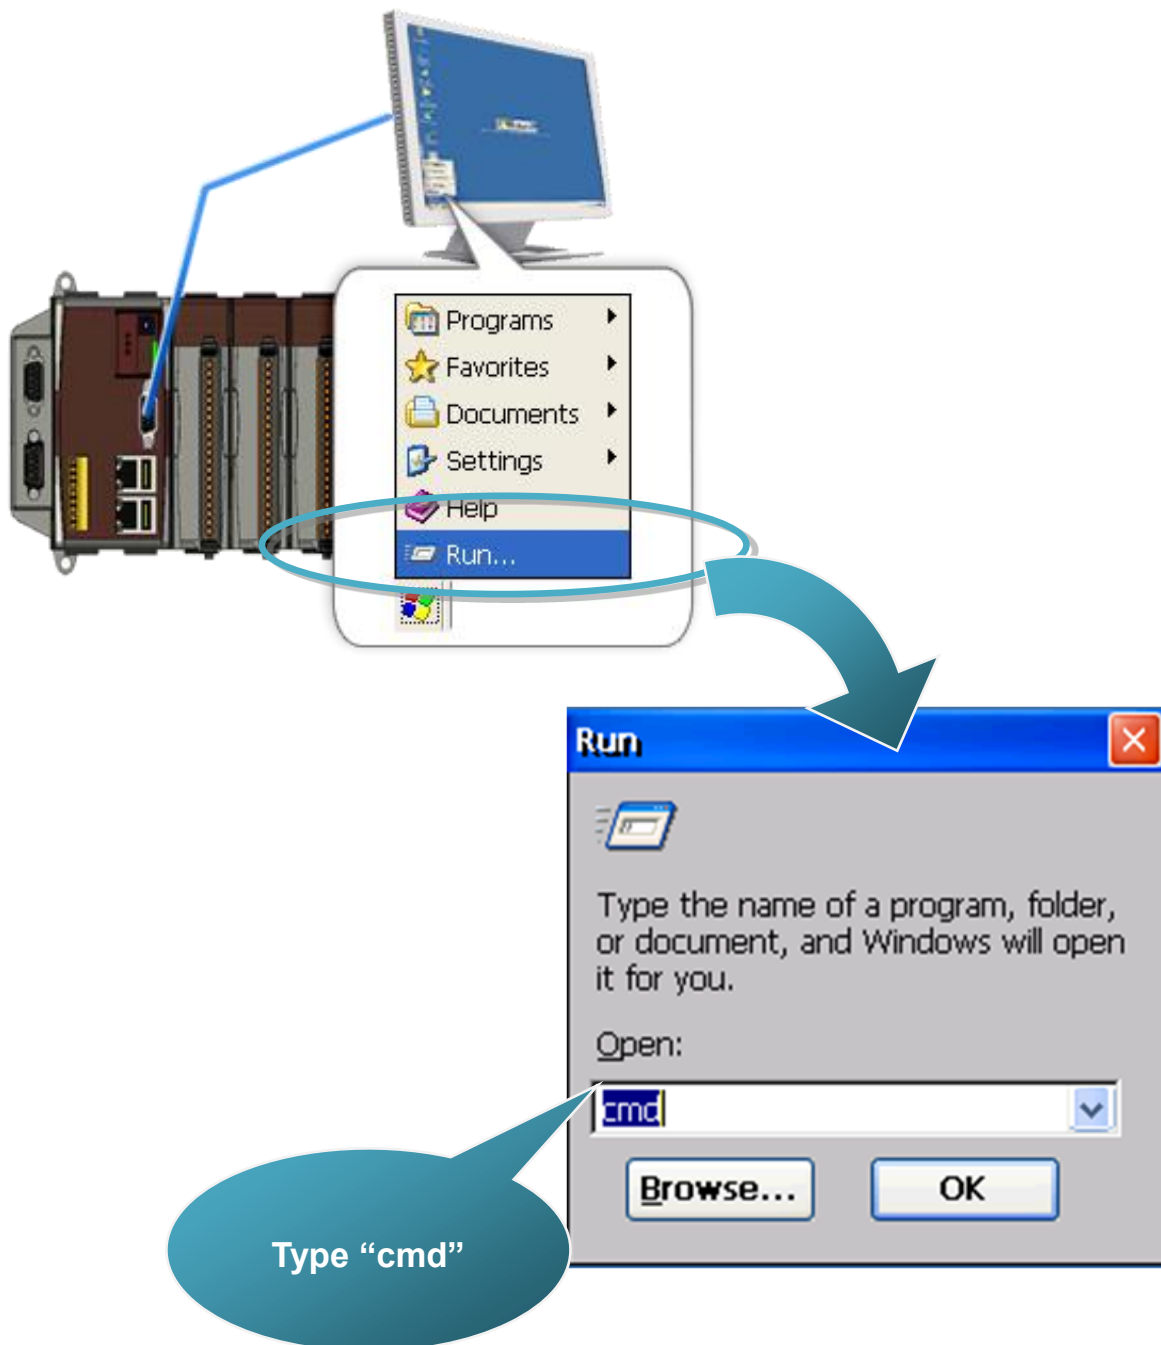 Programs
Favorites
Documents
Settings
Help
Run...
Run
Type the name of a program, folder,
or document, and Windows will open
it for you.
Open:
cmd
Browse...
OK
Type “cmd”